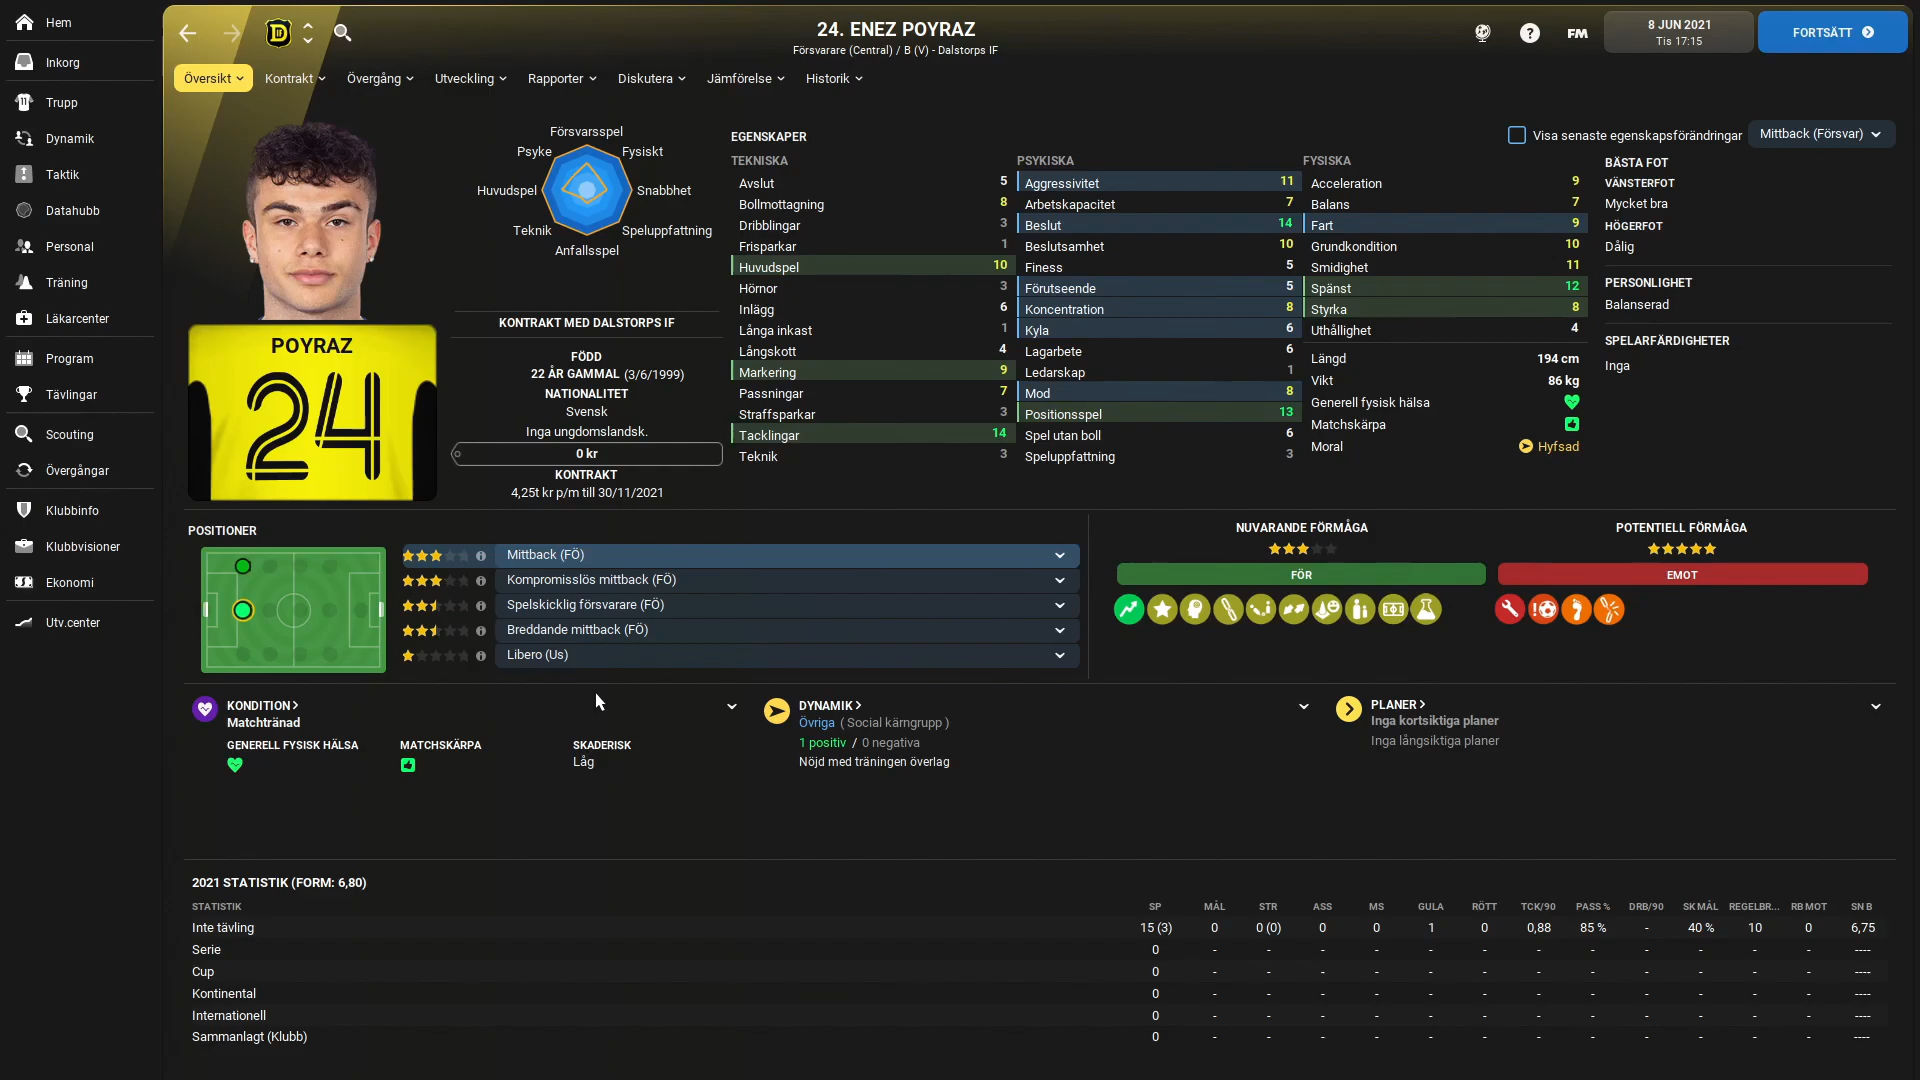 Hem
Inkorg
Trupp
Dynamik
Taktik
Datahubb
Personal
Träning
Läkarcenter
Program
Tävlingar
Scouting
Övergångar
Klubbinfo
Klubbvisioner
Ekonomi
Utv.center
24. ENEZ POYRAZ
Försvarare (Central) / B (V) - Dalstorps IF
FM
8 JUN 2021
Tis 17:15
FORTSÄTT
Översikt
Kontrakt
Övergång
Utveckling
Rapporter
Diskutera
Jämförelse
Historik
POYRAZ
24
Försvarsspel
Psyke
Fysiskt
Huvudspel
Snabbhet
Teknik
Speluppfattning
Anfallsspel
KONTRAKT MED DALSTORPS IF
FÖDD
22 ÅR GAMMAL (3/6/1999)
NATIONALITET
Svensk
Inga ungdomslandsk.
0 kr
KONTRAKT
4,25t kr p/m till 30/11/2021
EGENSKAPER
Visa senaste egenskapsförändringar
Mittback (Försvar)
TEKNISKA
Avslut 5
Bollmottagning 8
Dribblingar 3
Frisparkar 1
Huvudspel 10
Hörnor 3
Inlägg 6
Långa inkast 1
Långskott 4
Markering 9
Passningar 7
Straffsparkar 3
Tacklingar 14
Teknik 3
PSYKISKA
Aggressivitet 11
Arbetskapacitet 7
Beslut 14
Beslutsamhet 10
Finess 5
Förutseende 5
Koncentration 8
Kyla 6
Lagarbete 6
Ledarskap 1
Mod 8
Positionsspel 13
Spel utan boll 6
Speluppfattning 3
FYSISKA
Acceleration 9
Balans 7
Fart 9
Grundkondition 10
Smidighet 11
Spänst 12
Styrka 8
Uthållighet 4
Längd 194 cm
Vikt 86 kg
Generell fysisk hälsa
Matchskärpa
Moral Hyfsad
BÄSTA FOT
VÄNSTERFOT
Mycket bra
HÖGERFOT
Dålig
PERSONLIGHET
Balanserad
SPELARFÄRDIGHETER
Inga
POSITIONER
Mittback (FÖ)
Kompromisslös mittback (FÖ)
Spelskicklig försvarare (FÖ)
Breddande mittback (FÖ)
Libero (Us)
NUVARANDE FÖRMÅGA
POTENTIELL FÖRMÅGA
FÖR
EMOT
KONDITION
Matchtränad
GENERELL FYSISK HÄLSA
MATCHSKÄRPA
SKADERISK
Låg
DYNAMIK
Övriga ( Social kärngrupp )
1 positiv / 0 negativa
Nöjd med träningen överlag
PLANER
Inga kortsiktiga planer
Inga långsiktiga planer
2021 STATISTIK (FORM: 6,80)
STATISTIK SP MÅL STR ASS MS GULA RÖTT TCK/90 PASS % DRB/90 SK MÅL REGELBR... RB MOT SN B
Inte tävling 15 (3) 0 0 (0) 0 0 1 0 0,88 85 % - 40 % 10 0 6,75
Serie 0 - - - - - - - - - - - - ----
Cup 0 - - - - - - - - - - - - ----
Kontinental 0 - - - - - - - - - - - - ----
Internationell 0 - - - - - - - - - - - - ----
Sammanlagt (Klubb) 0 - - - - - - - - - - - - ----